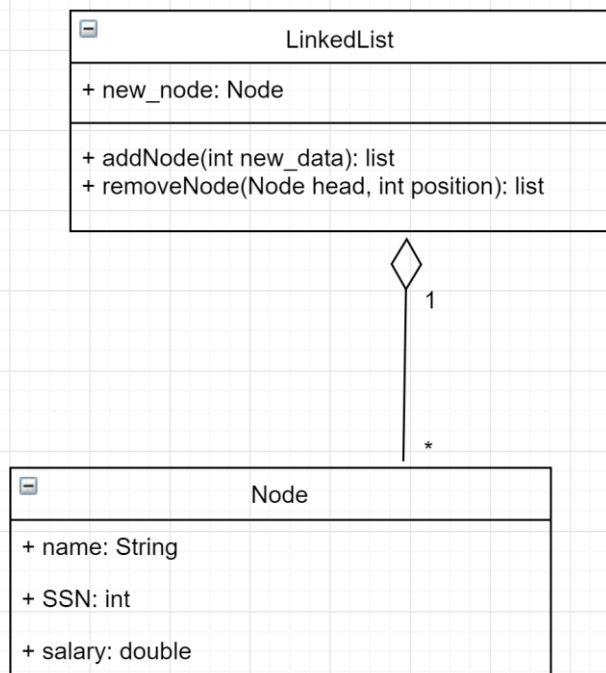 LinkedList
+ new_node: Node
+ addNode(int new_data): list
+ removeNode(Node head, int position): list
1
*
Node
+ name: String
+ SSN: int
+ salary: double